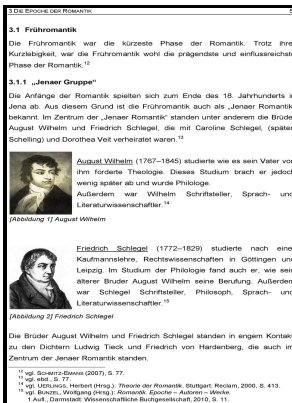 3 DIE EPOCHE DER ROMANTIK 5
3.1 Frühromantik
Die Frühromantik war die kürzeste Phase der Romantik. Trotz ihre
Kurzlebigkeit, war die Frühromantik wohl die prägendste und einflussreichst
Phase der Romantik.12
3.1.1 „Jenaer Gruppe“
Die Anfänge der Romantik spielten sich zum Ende des 18. Jahrhunderts i
Jena ab. Aus diesem Grund ist die Frühromantik auch als „Jenaer Romantik
bekannt. Im Zentrum der „Jenaer Romantik“ standen unter anderem die Brüde
August Wilhelm und Friedrich Schlegel, die mit Caroline Schlegel, (später
Schelling) und Dorothea Veit verheiratet waren.13
August Wilhelm (1767–1845) studierte wie es sein Vater vor
ihm forderte Theologie. Dieses Studium brach er jedoch
wenig später ab und wurde Philologe.
Außerdem war Wilhelm Schriftsteller, Sprach- und
Literaturwissenschaftler.14
[Abbildung 1] August Wilhelm
Friedrich Schlegel (1772–1829) studierte nach eine
Kaufmannslehre, Rechtswissenschaften in Göttingen und
Leipzig. Im Studium der Philologie fand auch er, wie sein
älterer Bruder August Wilhelm seine Berufung. Außerdem
war Schlegel Schriftsteller, Philosoph, Sprach- und
Literaturwissenschaftler.15
[Abbildung 2] Friedrich Schlegel
Die Brüder August Wilhelm und Friedrich Schlegel standen in engem Kontakt
zu den Dichtern Ludwig Tieck und Friedrich von Hardenberg, die auch im
Zentrum der Jenaer Romantik standen.
12 vgl. SCHMITZ-EMANS (2007), S. 77.
13 vgl. ebd., S. 77.
14 vgl. UERLINGS, Herbert (Hrsg.): Theorie der Romantik. Stuttgart: Reclam, 2000, S. 413.
15 vgl. BUNZEL, Wolfgang (Hrsg.): Romantik. Epoche – Autoren – Werke.
1 Aufl., Darmstadt: Wissenschaftliche Buchgesellschaft, 2010, S. 11.